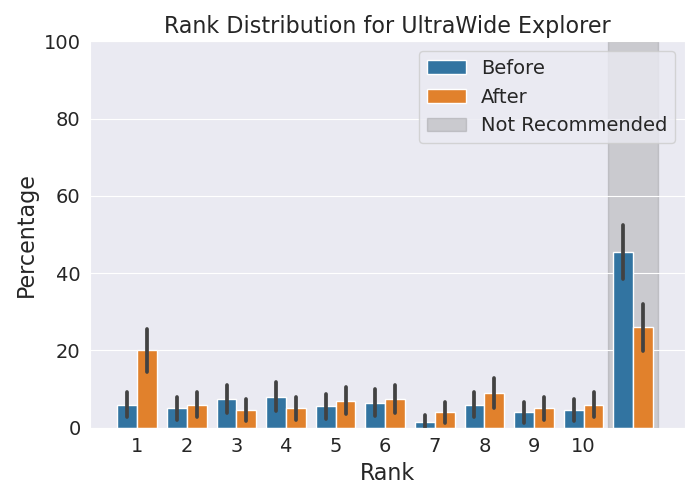 Rank Distribution for UltraWide Explorer
100
80
60
40
20
0
Percentage
Before
After
Not Recommended
1 2 3 4 5 6 7 8 9 10
Rank